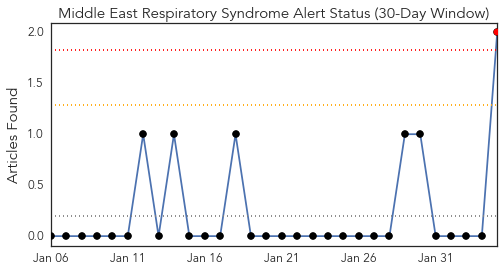 Middle East Respiratory Syndrome Alert Status (30-Day Window)
Articles Found
2.0
1.5
1.0
0.5
0.0
Jan 06 Jan 11 Jan 16 Jan 21 Jan 26 Jan 31